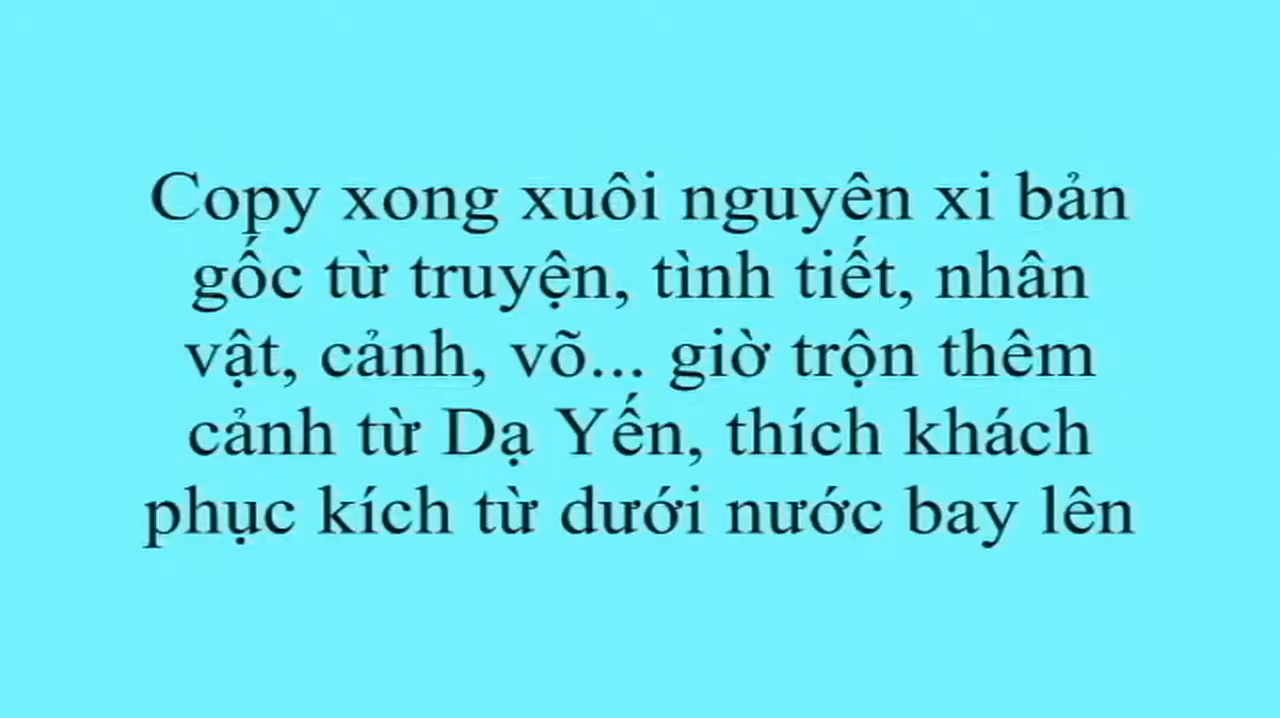 Copy xong xuôi nguyên xi bản
gốc từ truyện, tình tiết, nhân
vật, cảnh, võ... giờ trộn thêm
cảnh từ Dạ Yến, thích khách
phục kích từ dưới nước bay lên